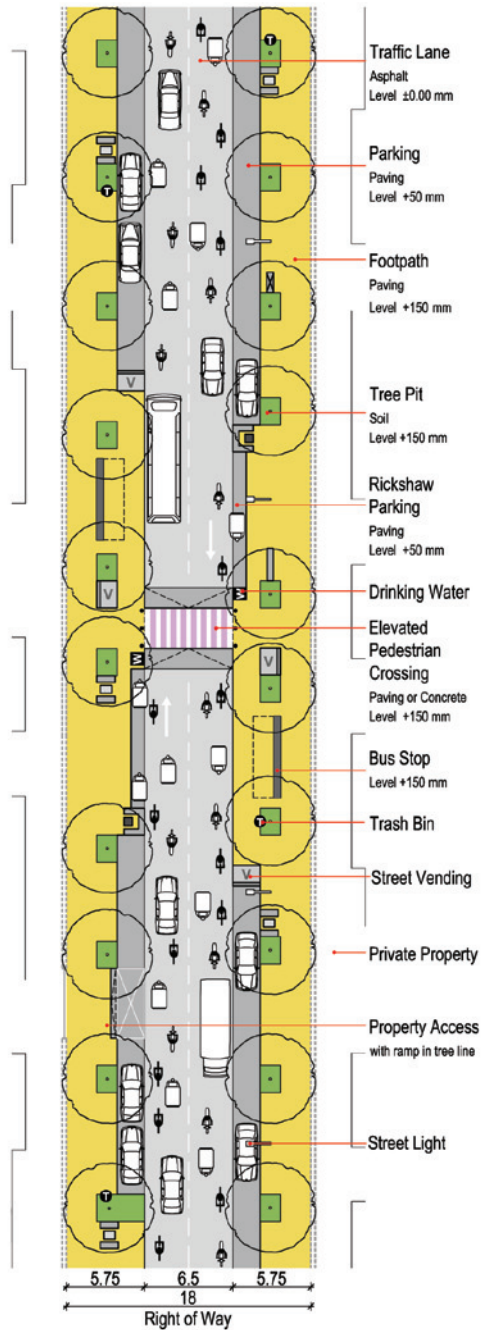 T
Traffic Lane
Asphalt
Level ±0.00 mm
Parking
Paving
Level +50 mm
T
Footpath
Paving
Level +150 mm
V
Tree Pit
Soil
Level +150 mm
Rickshaw
Parking
Paving
Level +50 mm
V
W
Drinking Water
Elevated
Pedestrian
Crossing
Paving or Concrete
Level +150 mm
W
V
Bus Stop
Level +150 mm
T
Trash Bin
V
Street Vending
Private Property
Property Access
with ramp in tree line
Street Light
T
5.75 6.5 5.75
18
Right of Way